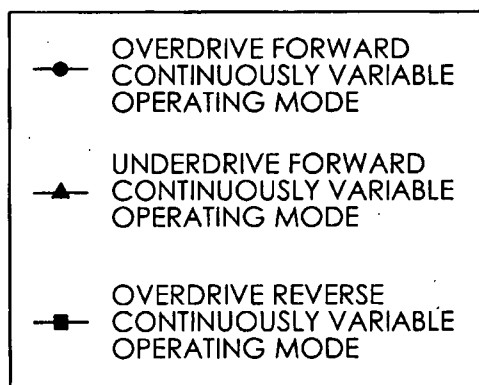 OVERDRIVE FORWARD
CONTINUOUSLY VARIABLE
OPERATING MODE
UNDERDRIVE FORWARD
CONTINUOUSLY VARIABLE
OPERATING MODE
OVERDRIVE REVERSE
CONTINUOUSLY VARIABLE
OPERATING MODE